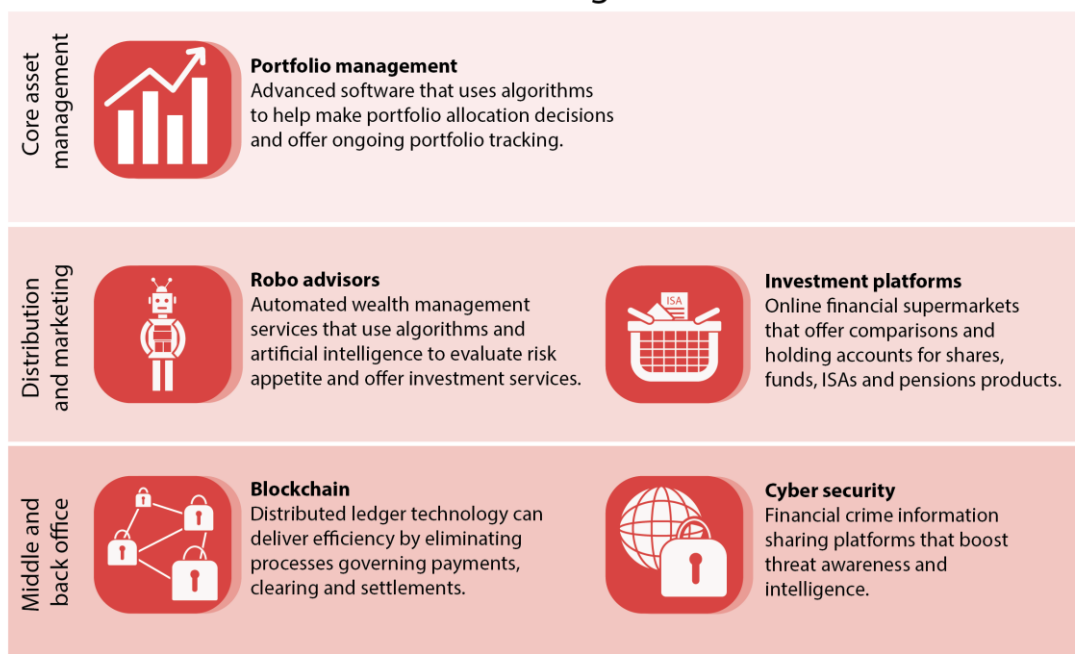 Core asset
management
Portfolio management
Advanced software that uses algorithms
to help make portfolio allocation decisions
and offer ongoing portfolio tracking.
Distribution
and marketing
Robo advisors
Automated wealth management
services that use algorithms and
artificial intelligence to evaluate risk
appetite and offer investment services.
ISA
Investment platforms
Online financial supermarkets
that offer comparisons and
holding accounts for shares,
funds, ISAs and pensions products.
Middle and
back office
Blockchain
Distributed ledger technology can
deliver efficiency by eliminating
processes governing payments,
clearing and settlements.
Cyber security
Financial crime information
sharing platforms that boost
threat awareness and
intelligence.